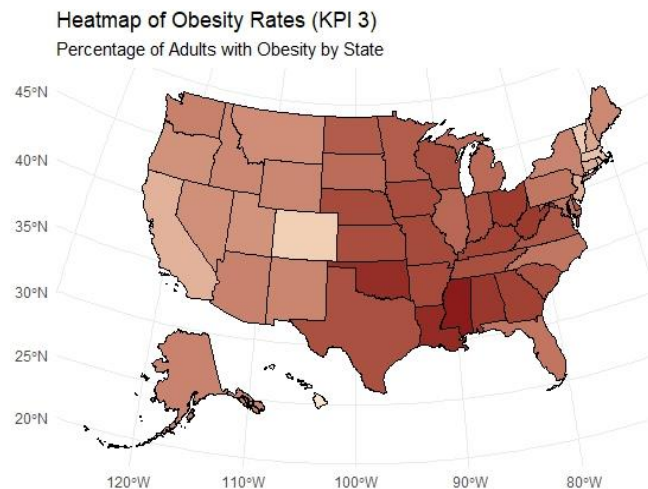 Heatmap of Obesity Rates (KPI 3)
Percentage of Adults with Obesity by State
45°N
40°N
35°N
30°N
25°N
20°N
120°W 110°W 100°W 90°W 80°W